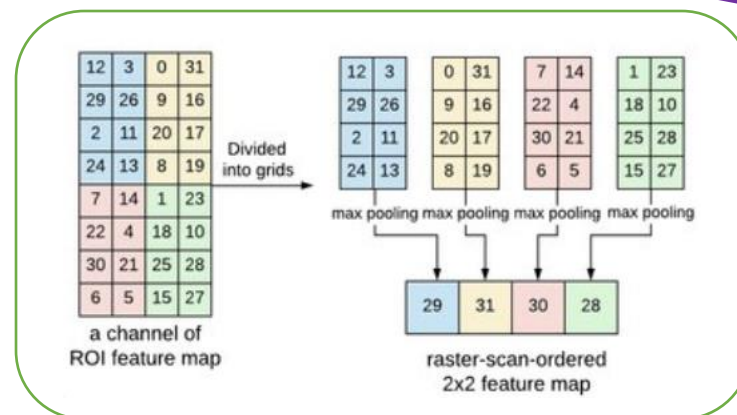 12 3 0 31
29 26 9 16
2 11 20 17
24 13 8 19
7 14 1 23
22 4 18 10
30 21 25 28
6 5 15 27
a channel of
ROI feature map
Divided
into grids
12 3
29 26
2 11
24 13
0 31
9 16
20 17
8 19
7 14
22 4
30 21
6 5
1 23
18 10
25 28
15 27
max pooling max pooling max pooling max pooling
29 31 30 28
raster-scan-ordered
2x2 feature map